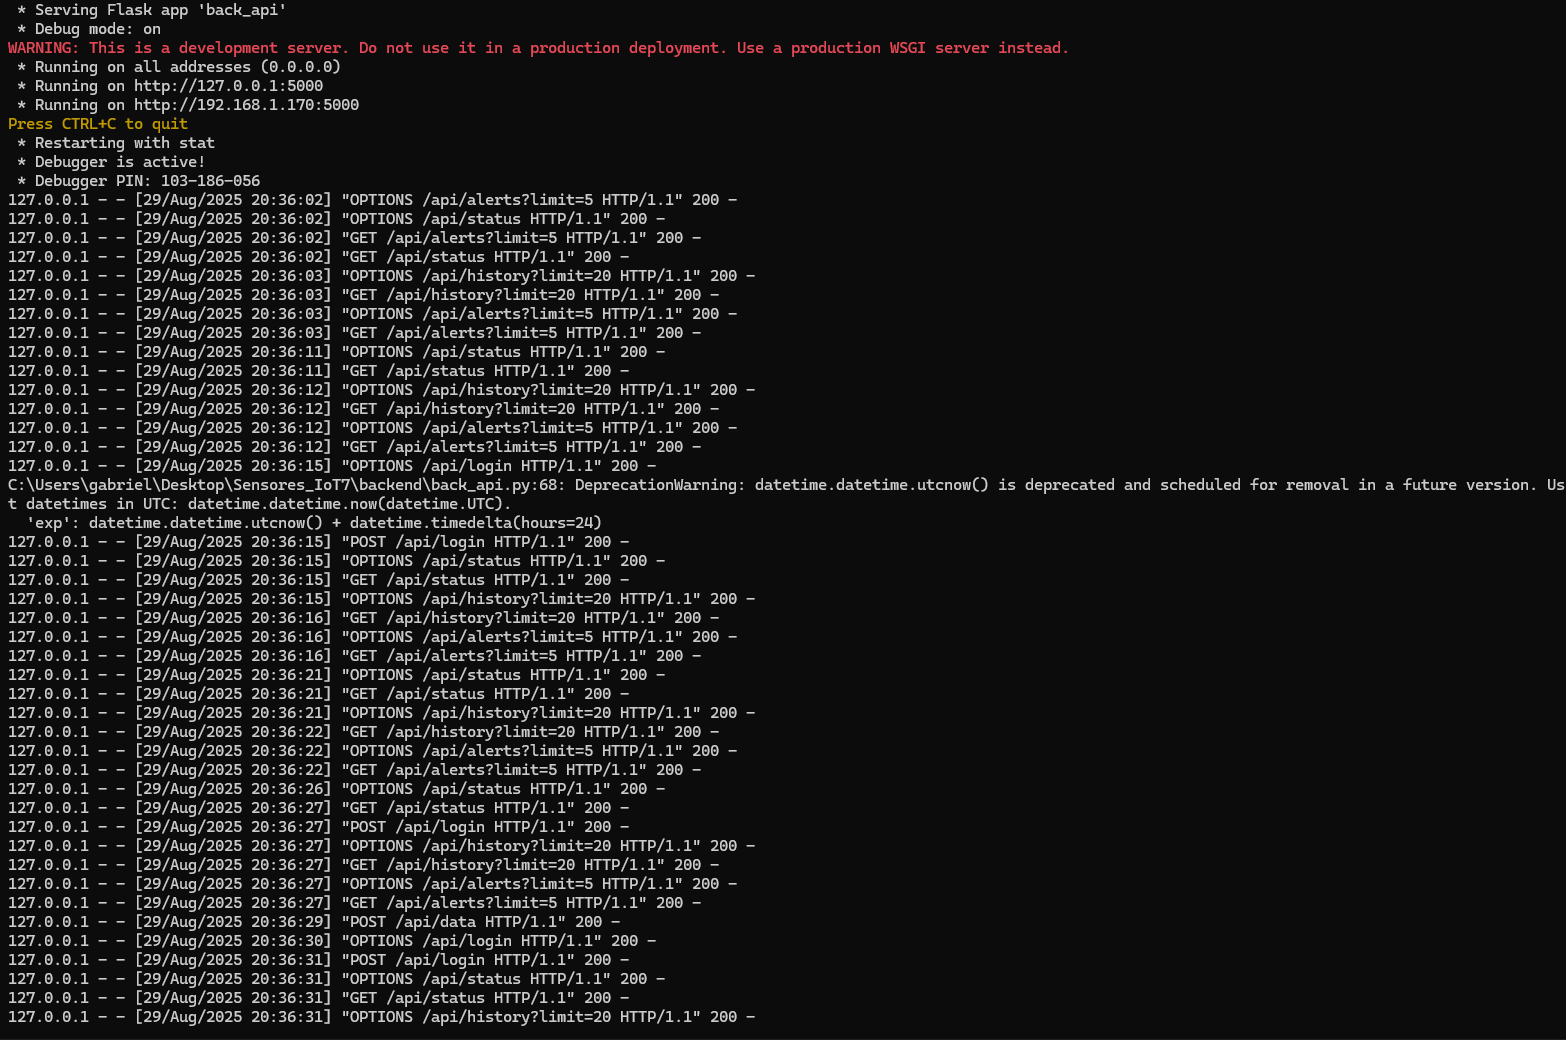 * Serving Flask app 'back_api'
* Debug mode: on
WARNING: This is a development server. Do not use it in a production deployment. Use a production WSGI server instead.
* Running on all addresses (0.0.0.0)
* Running on http://127.0.0.1:5000
* Running on http://192.168.1.170:5000
Press CTRL+C to quit
* Restarting with stat
* Debugger is active!
* Debugger PIN: 103-186-056
127.0.0.1 - - [29/Aug/2025 20:36:02] "OPTIONS /api/alerts?limit=5 HTTP/1.1" 200 -
127.0.0.1 - - [29/Aug/2025 20:36:02] "OPTIONS /api/status HTTP/1.1" 200 -
127.0.0.1 - - [29/Aug/2025 20:36:02] "GET /api/alerts?limit=5 HTTP/1.1" 200 -
127.0.0.1 - - [29/Aug/2025 20:36:02] "GET /api/status HTTP/1.1" 200 -
127.0.0.1 - - [29/Aug/2025 20:36:03] "OPTIONS /api/history?limit=20 HTTP/1.1" 200 -
127.0.0.1 - - [29/Aug/2025 20:36:03] "GET /api/history?limit=20 HTTP/1.1" 200 -
127.0.0.1 - - [29/Aug/2025 20:36:03] "OPTIONS /api/alerts?limit=5 HTTP/1.1" 200 -
127.0.0.1 - - [29/Aug/2025 20:36:03] "GET /api/alerts?limit=5 HTTP/1.1" 200 -
127.0.0.1 - - [29/Aug/2025 20:36:11] "OPTIONS /api/status HTTP/1.1" 200 -
127.0.0.1 - - [29/Aug/2025 20:36:11] "GET /api/status HTTP/1.1" 200 -
127.0.0.1 - - [29/Aug/2025 20:36:12] "OPTIONS /api/history?limit=20 HTTP/1.1" 200 -
127.0.0.1 - - [29/Aug/2025 20:36:12] "GET /api/history?limit=20 HTTP/1.1" 200 -
127.0.0.1 - - [29/Aug/2025 20:36:12] "OPTIONS /api/alerts?limit=5 HTTP/1.1" 200 -
127.0.0.1 - - [29/Aug/2025 20:36:12] "GET /api/alerts?limit=5 HTTP/1.1" 200 -
127.0.0.1 - - [29/Aug/2025 20:36:15] "OPTIONS /api/login HTTP/1.1" 200 -
C:\Users\gabriel\Desktop\Sensores_IoT7\backend\back_api.py:68: DeprecationWarning: datetime.datetime.utcnow() is deprecated and scheduled for removal in a future version. Us
t datetimes in UTC: datetime.datetime.now(datetime.UTC).
'exp': datetime.datetime.utcnow() + datetime.timedelta(hours=24)
127.0.0.1 - - [29/Aug/2025 20:36:15] "POST /api/login HTTP/1.1" 200 -
127.0.0.1 - - [29/Aug/2025 20:36:15] "OPTIONS /api/status HTTP/1.1" 200 -
127.0.0.1 - - [29/Aug/2025 20:36:15] "GET /api/status HTTP/1.1" 200 -
127.0.0.1 - - [29/Aug/2025 20:36:15] "OPTIONS /api/history?limit=20 HTTP/1.1" 200 -
127.0.0.1 - - [29/Aug/2025 20:36:16] "GET /api/history?limit=20 HTTP/1.1" 200 -
127.0.0.1 - - [29/Aug/2025 20:36:16] "OPTIONS /api/alerts?limit=5 HTTP/1.1" 200 -
127.0.0.1 - - [29/Aug/2025 20:36:16] "GET /api/alerts?limit=5 HTTP/1.1" 200 -
127.0.0.1 - - [29/Aug/2025 20:36:21] "OPTIONS /api/status HTTP/1.1" 200 -
127.0.0.1 - - [29/Aug/2025 20:36:21] "GET /api/status HTTP/1.1" 200 -
127.0.0.1 - - [29/Aug/2025 20:36:21] "OPTIONS /api/history?limit=20 HTTP/1.1" 200 -
127.0.0.1 - - [29/Aug/2025 20:36:22] "GET /api/history?limit=20 HTTP/1.1" 200 -
127.0.0.1 - - [29/Aug/2025 20:36:22] "OPTIONS /api/alerts?limit=5 HTTP/1.1" 200 -
127.0.0.1 - - [29/Aug/2025 20:36:22] "GET /api/alerts?limit=5 HTTP/1.1" 200 -
127.0.0.1 - - [29/Aug/2025 20:36:26] "OPTIONS /api/status HTTP/1.1" 200 -
127.0.0.1 - - [29/Aug/2025 20:36:27] "GET /api/status HTTP/1.1" 200 -
127.0.0.1 - - [29/Aug/2025 20:36:27] "POST /api/login HTTP/1.1" 200 -
127.0.0.1 - - [29/Aug/2025 20:36:27] "OPTIONS /api/history?limit=20 HTTP/1.1" 200 -
127.0.0.1 - - [29/Aug/2025 20:36:27] "GET /api/history?limit=20 HTTP/1.1" 200 -
127.0.0.1 - - [29/Aug/2025 20:36:27] "OPTIONS /api/alerts?limit=5 HTTP/1.1" 200 -
127.0.0.1 - - [29/Aug/2025 20:36:27] "GET /api/alerts?limit=5 HTTP/1.1" 200 -
127.0.0.1 - - [29/Aug/2025 20:36:29] "POST /api/data HTTP/1.1" 200 -
127.0.0.1 - - [29/Aug/2025 20:36:30] "OPTIONS /api/login HTTP/1.1" 200 -
127.0.0.1 - - [29/Aug/2025 20:36:31] "POST /api/login HTTP/1.1" 200 -
127.0.0.1 - - [29/Aug/2025 20:36:31] "OPTIONS /api/status HTTP/1.1" 200 -
127.0.0.1 - - [29/Aug/2025 20:36:31] "GET /api/status HTTP/1.1" 200 -
127.0.0.1 - - [29/Aug/2025 20:36:31] "OPTIONS /api/history?limit=20 HTTP/1.1" 200 -